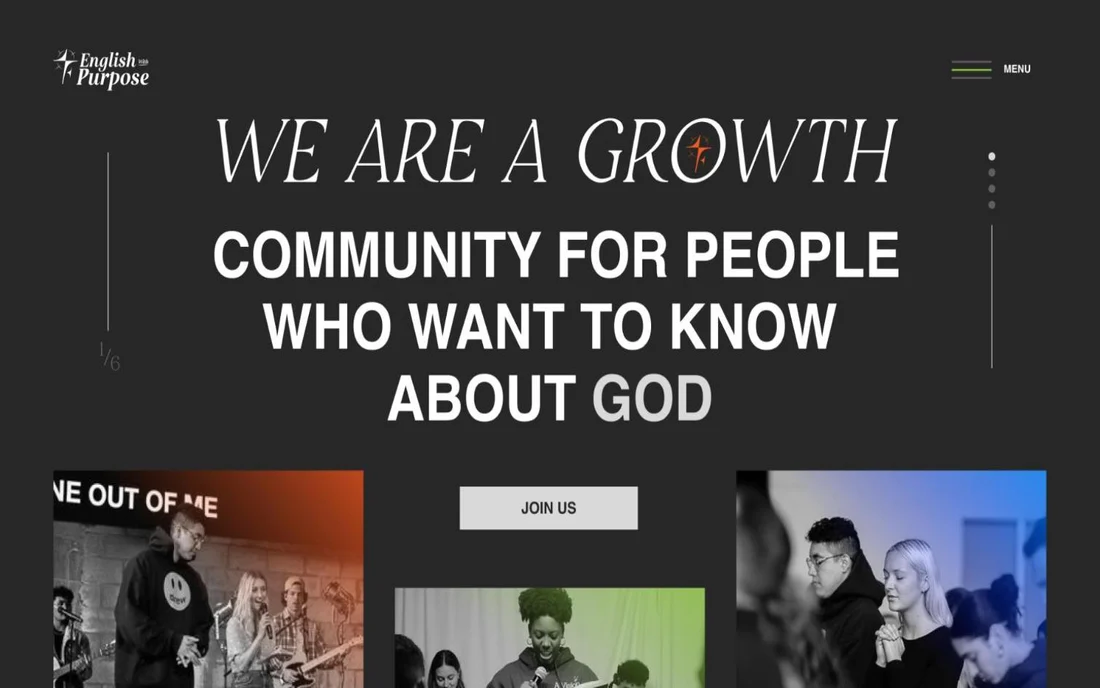 English with
Purpose
MENU
WE ARE A GROWTH
COMMUNITY FOR PEOPLE
WHO WANT TO KNOW
ABOUT GOD
1/6
JOIN US
NE OUT OF ME